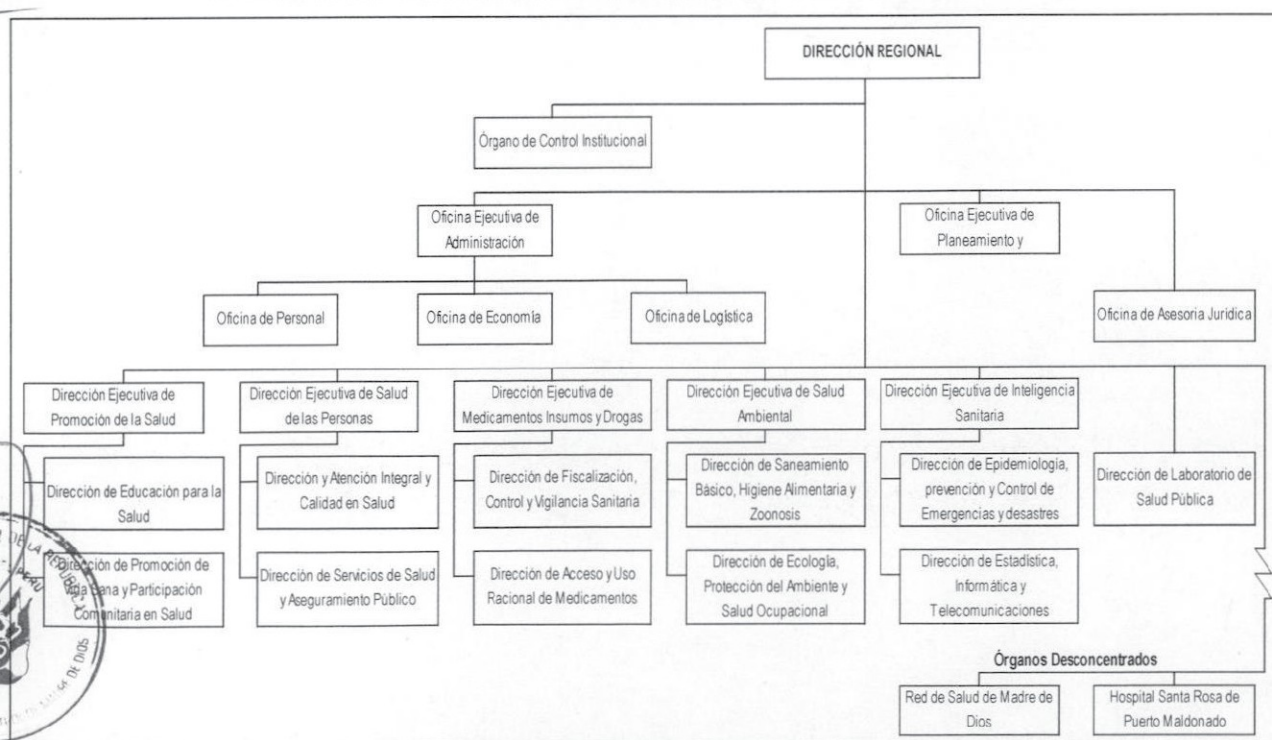 DIRECCIÓN REGIONAL
Órgano de Control Institucional
Oficina Ejecutiva de
Administración
Oficina Ejecutiva de
Planeamiento y
Oficina de Personal
Oficina de Economía
Oficina de Logística
Oficina de Asesoria Jurídica
Dirección Ejecutiva de
Promoción de la Salud
Dirección Ejecutiva de Salud
de las Personas
Dirección Ejecutiva de
Medicamentos Insumos y Drogas
Dirección Ejecutiva de Salud
Ambiental
Dirección Ejecutiva de Inteligencia
Sanitaria
Dirección de Educación para la
Salud
Dirección y Atención Integral y
Calidad en Salud
Dirección de Fiscalización,
Control y Vigilancia Sanitaria
Dirección de Saneamiento
Básico, Higiene Alimentaria y
Zoonosis
Dirección de Epidemiología,
prevención y Control de
Emergencias y desastres
Dirección de Laboratorio de
Salud Pública
Dirección de Promoción de
Vida Sana y Participación
Comunitaria en Salud
Dirección de Servicios de Salud
y Aseguramiento Público
Dirección de Acceso y Uso
Racional de Medicamentos
Dirección de Ecología,
Protección del Ambiente y
Salud Ocupacional
Dirección de Estadística,
Informática y
Telecomunicaciones
Órganos Desconcentrados
Red de Salud de Madre de
Dios
Hospital Santa Rosa de
Puerto Maldonado
DE LA REPUBLICA
PERU
DE DIOS